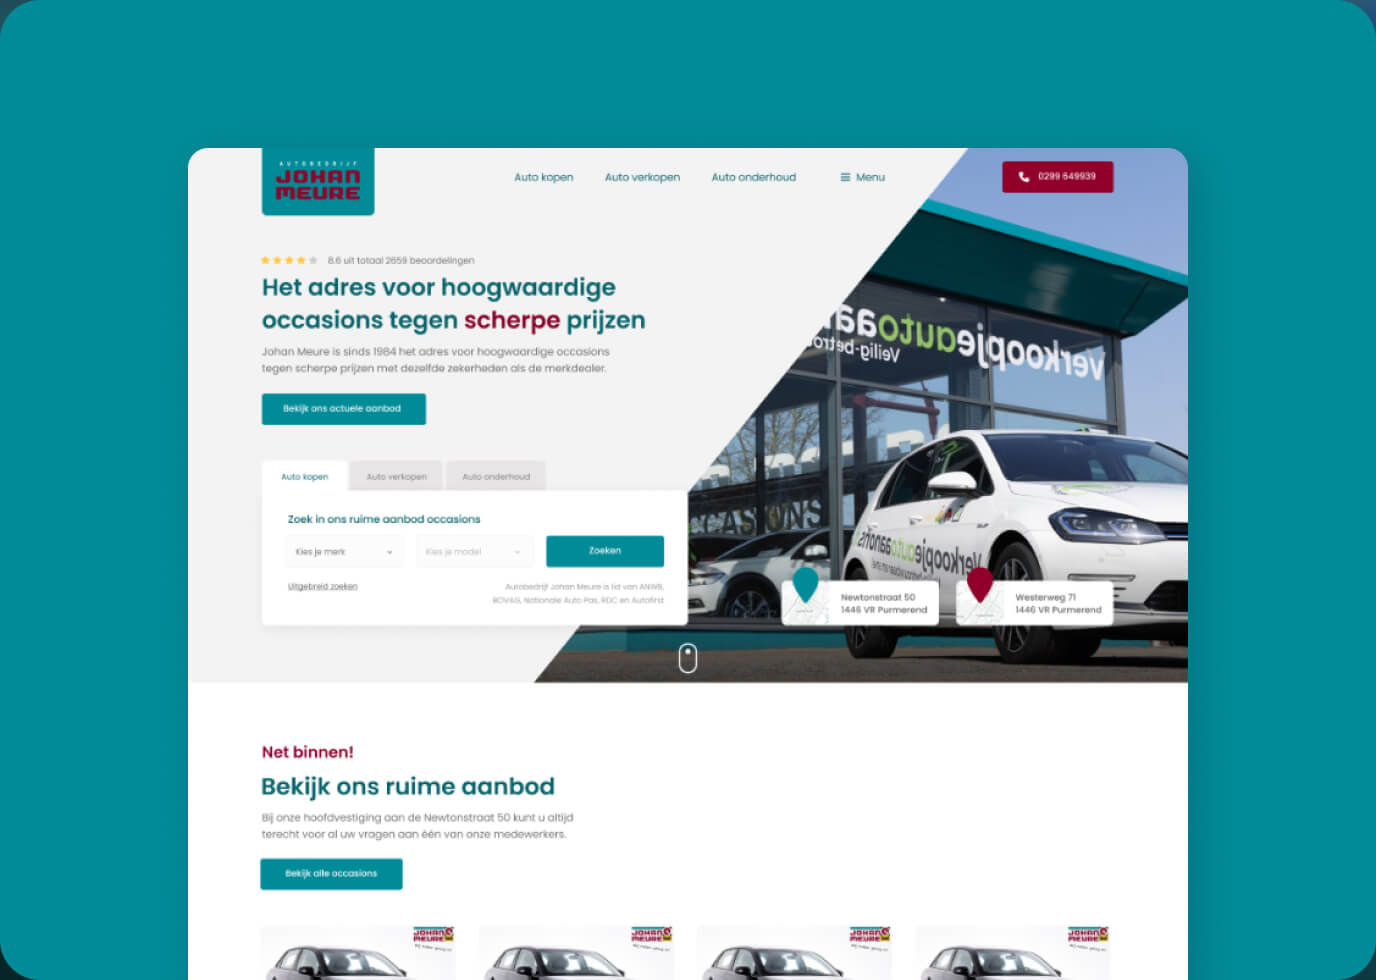 AUTOBEDRIJF
JOHAN
MEURE
Auto kopen
Auto verkopen
Auto onderhoud
Menu
0299 649939
8.6 uit totaal 2659 beoordelingen
Het adres voor hoogwaardige
occasions tegen scherpe prijzen
Johan Meure is sinds 1984 het adres voor hoogwaardige occasions
tegen scherpe prijzen met dezelfde zekerheden als de merkdealer.
Bekijk ons actuele aanbod
verkoopjeautoaan
Veilig-betrou
CASIONS
Verkoopjeautoaanons
Auto kopen
Auto verkopen
Auto onderhoud
Zoek in ons ruime aanbod occasions
Kies je merk
Kies je model
Zoeken
Uitgebreid zoeken
Autobedrijf Johan Meure is lid van ANWB,
BOVAG, Nationale Auto Pas, RDC en Autofirst
Newtonstraat 50
1446 VR Purmerend
Westerweg 71
1446 VR Purmerend
Net binnen!
Bekijk ons ruime aanbod
Bij onze hoofdvestiging aan de Newtonstraat 50 kunt u altijd
terecht voor al uw vragen aan één van onze medewerkers.
Bekijk alle occasions
JOHAN
MEURE
JOHAN
MEURE
JOHAN
MEURE
JOHAN
MEURE